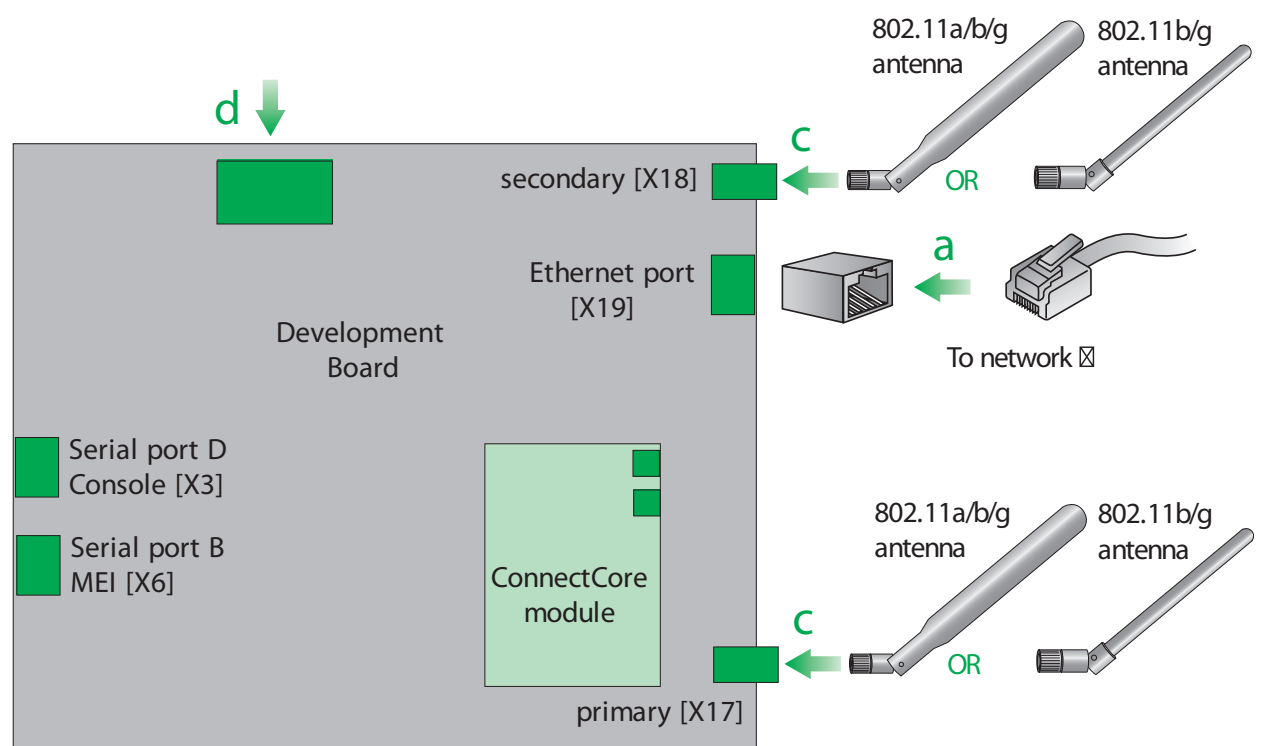 802.11a/b/g
antenna
802.11b/g
antenna
d
c
secondary [X18]
OR
Ethernet port
[X19]
a
Development
Board
To network ☒
Serial port D
Console [X3]
Serial port B
MEI [X6]
ConnectCore
module
802.11a/b/g
antenna
802.11b/g
antenna
c
OR
primary [X17]